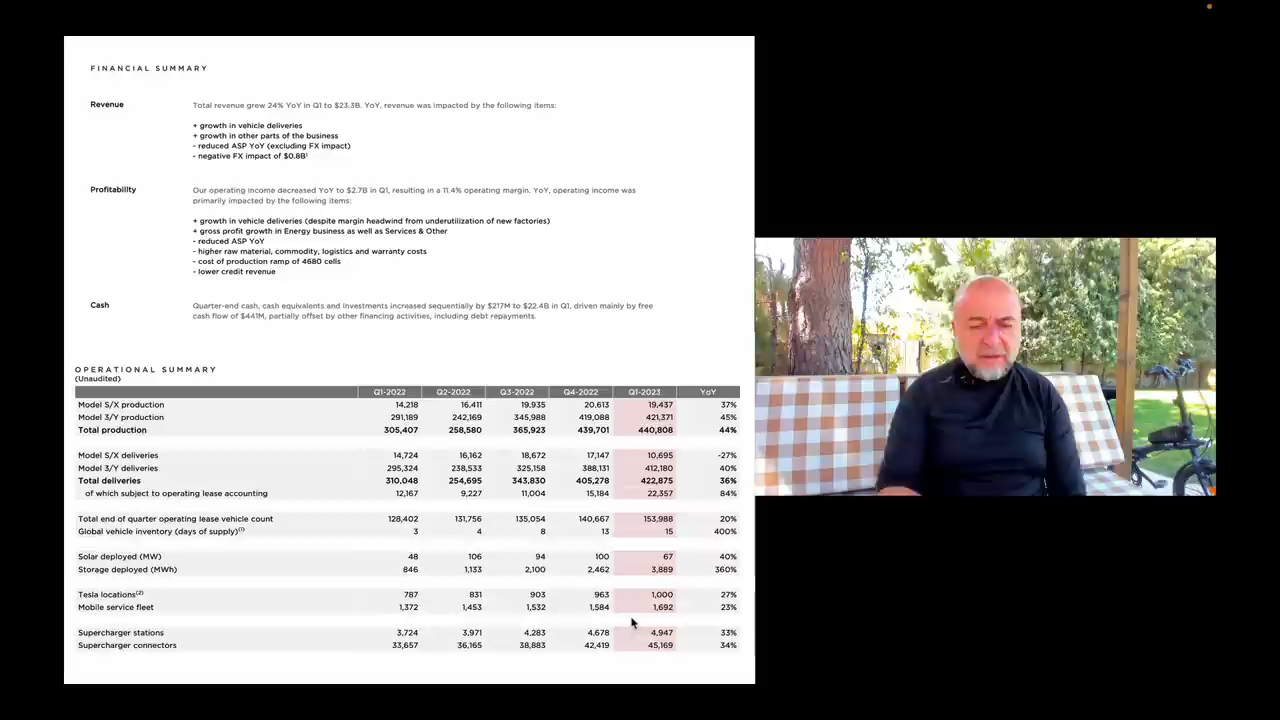 FINANCIAL SUMMARY
Revenue Total revenue grew 24% YoY in Q1 to $23.3B. YoY, revenue was impacted by the following items:
+ growth in vehicle deliveries
+ growth in other parts of the business
- reduced ASP YoY (excluding FX impact)
- negative FX impact of $0.8B¹
Profitability Our operating income decreased YoY to $2.7B in Q1, resulting in a 11.4% operating margin. YoY, operating income was
primarily impacted by the following items:
+ growth in vehicle deliveries (despite margin headwind from underutilization of new factories)
+ gross profit growth in Energy business as well as Services & Other
- reduced ASP YoY
- higher raw material, commodity, logistics and warranty costs
- cost of production ramp of 4680 cells
- lower credit revenue
Cash Quarter-end cash, cash equivalents and investments increased sequentially by $217M to $22.4B in Q1, driven mainly by free
cash flow of $441M, partially offset by other financing activities, including debt repayments.
OPERATIONAL SUMMARY
(Unaudited)
Q1-2022 Q2-2022 Q3-2022 Q4-2022 Q1-2023 YoY
Model S/X production 14,218 16,411 19,935 20,613 19,437 37%
Model 3/Y production 291,189 242,169 345,988 419,088 421,371 45%
Total production 305,407 258,580 365,923 439,701 440,808 44%
Model S/X deliveries 14,724 16,162 18,672 17,147 10,695 -27%
Model 3/Y deliveries 295,324 238,533 325,158 388,131 412,180 40%
Total deliveries 310,048 254,695 343,830 405,278 422,875 36%
of which subject to operating lease accounting 12,167 9,227 11,004 15,184 22,357 84%
Total end of quarter operating lease vehicle count 128,402 131,756 135,054 140,667 153,988 20%
Global vehicle inventory (days of supply)(1) 3 4 8 13 15 400%
Solar deployed (MW) 48 106 94 100 67 40%
Storage deployed (MWh) 846 1,133 2,100 2,462 3,889 360%
Tesla locations(2) 787 831 903 963 1,000 27%
Mobile service fleet 1,372 1,453 1,532 1,584 1,692 23%
Supercharger stations 3,724 3,971 4,283 4,678 4,947 33%
Supercharger connectors 33,657 36,165 38,883 42,419 45,169 34%